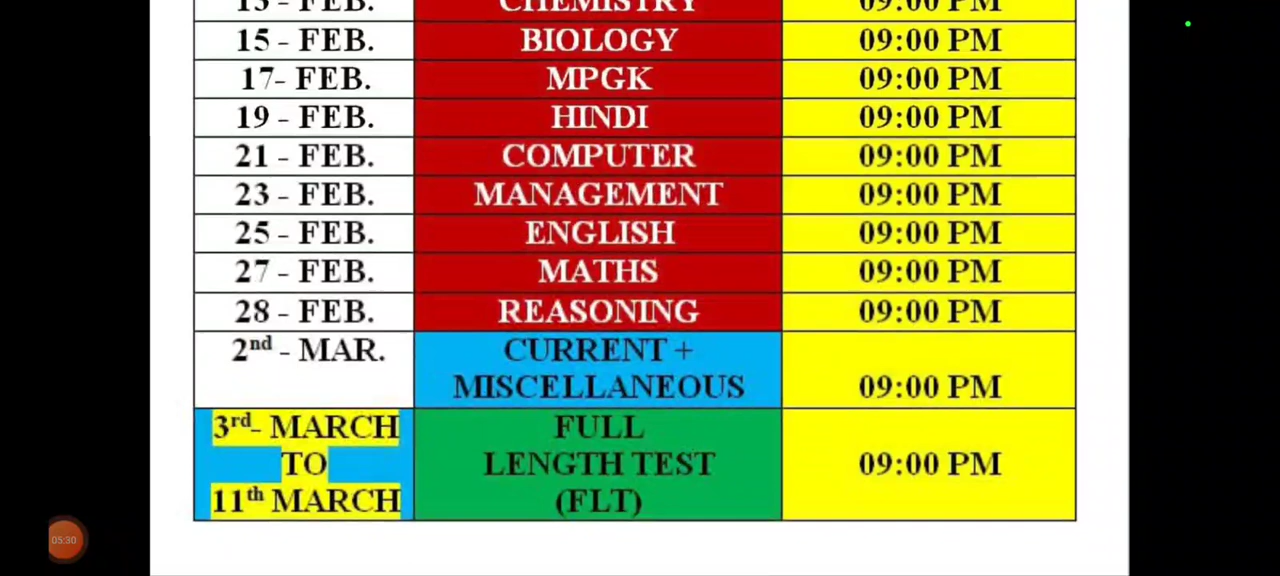 13 - FEB. CHEMISTRY 09:00 PM
15 - FEB. BIOLOGY 09:00 PM
17- FEB. MPGK 09:00 PM
19 - FEB. HINDI 09:00 PM
21 - FEB. COMPUTER 09:00 PM
23 - FEB. MANAGEMENT 09:00 PM
25 - FEB. ENGLISH 09:00 PM
27 - FEB. MATHS 09:00 PM
28 - FEB. REASONING 09:00 PM
2nd - MAR. CURRENT +
MISCELLANEOUS 09:00 PM
3rd- MARCH FULL
TO LENGTH TEST 09:00 PM
11th MARCH (FLT)
05:30